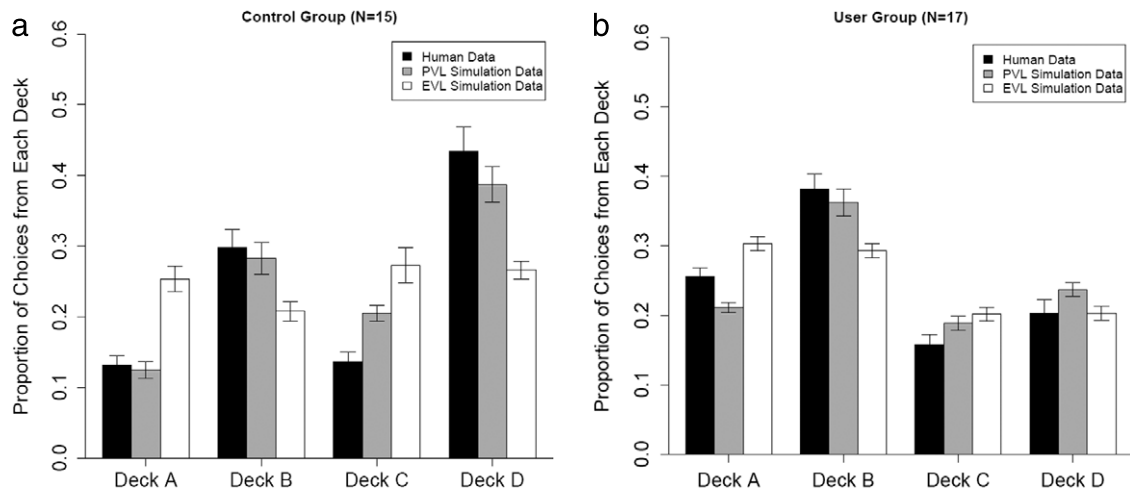 a
Control Group (N=15)
Proportion of Choices from Each Deck
0.6
0.5
0.4
0.3
0.2
0.1
0.0
Human Data
PVL Simulation Data
EVL Simulation Data
Deck A Deck B Deck C Deck D
b
User Group (N=17)
Proportion of Choices from Each Deck
0.6
0.5
0.4
0.3
0.2
0.1
0.0
Human Data
PVL Simulation Data
EVL Simulation Data
Deck A Deck B Deck C Deck D